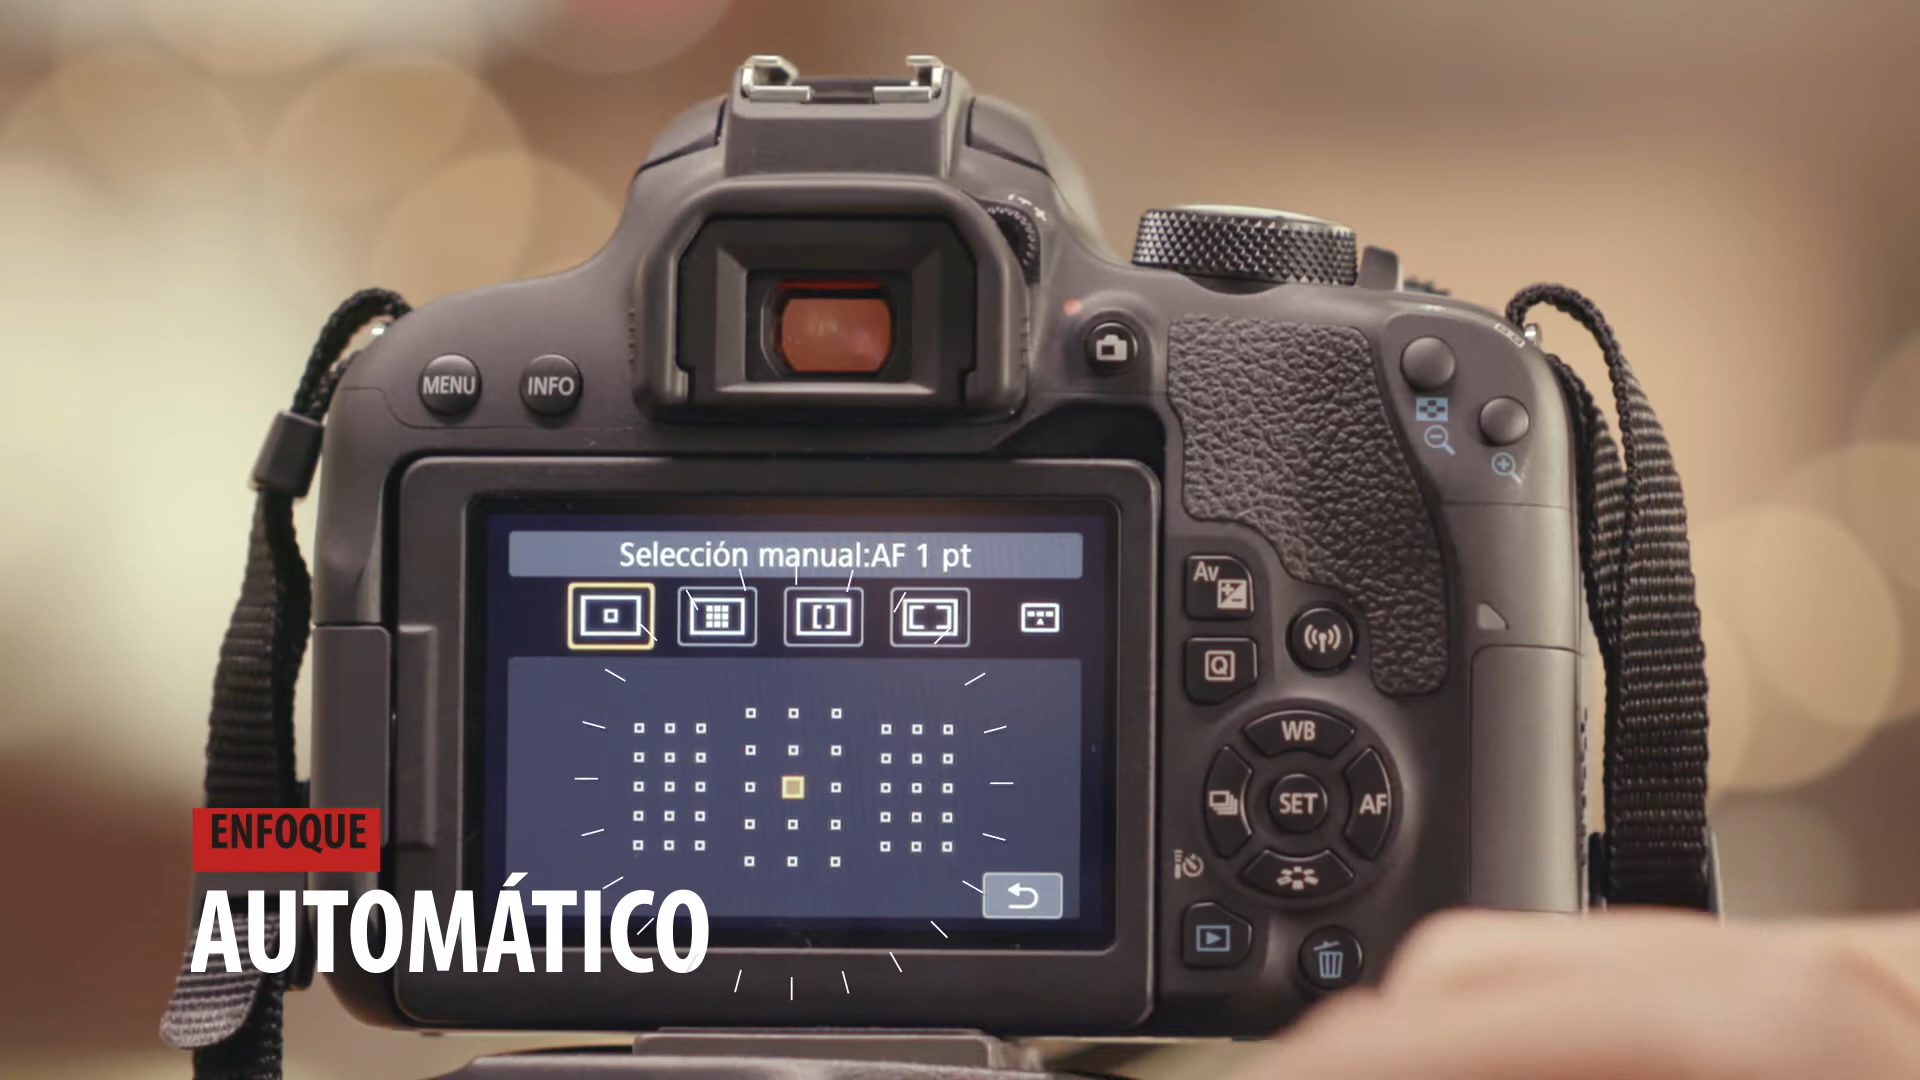 MENU
INFO
Selección manual:AF 1 pt
Av
Q
WB
SET
AF
ENFOQUE
AUTOMÁTICO